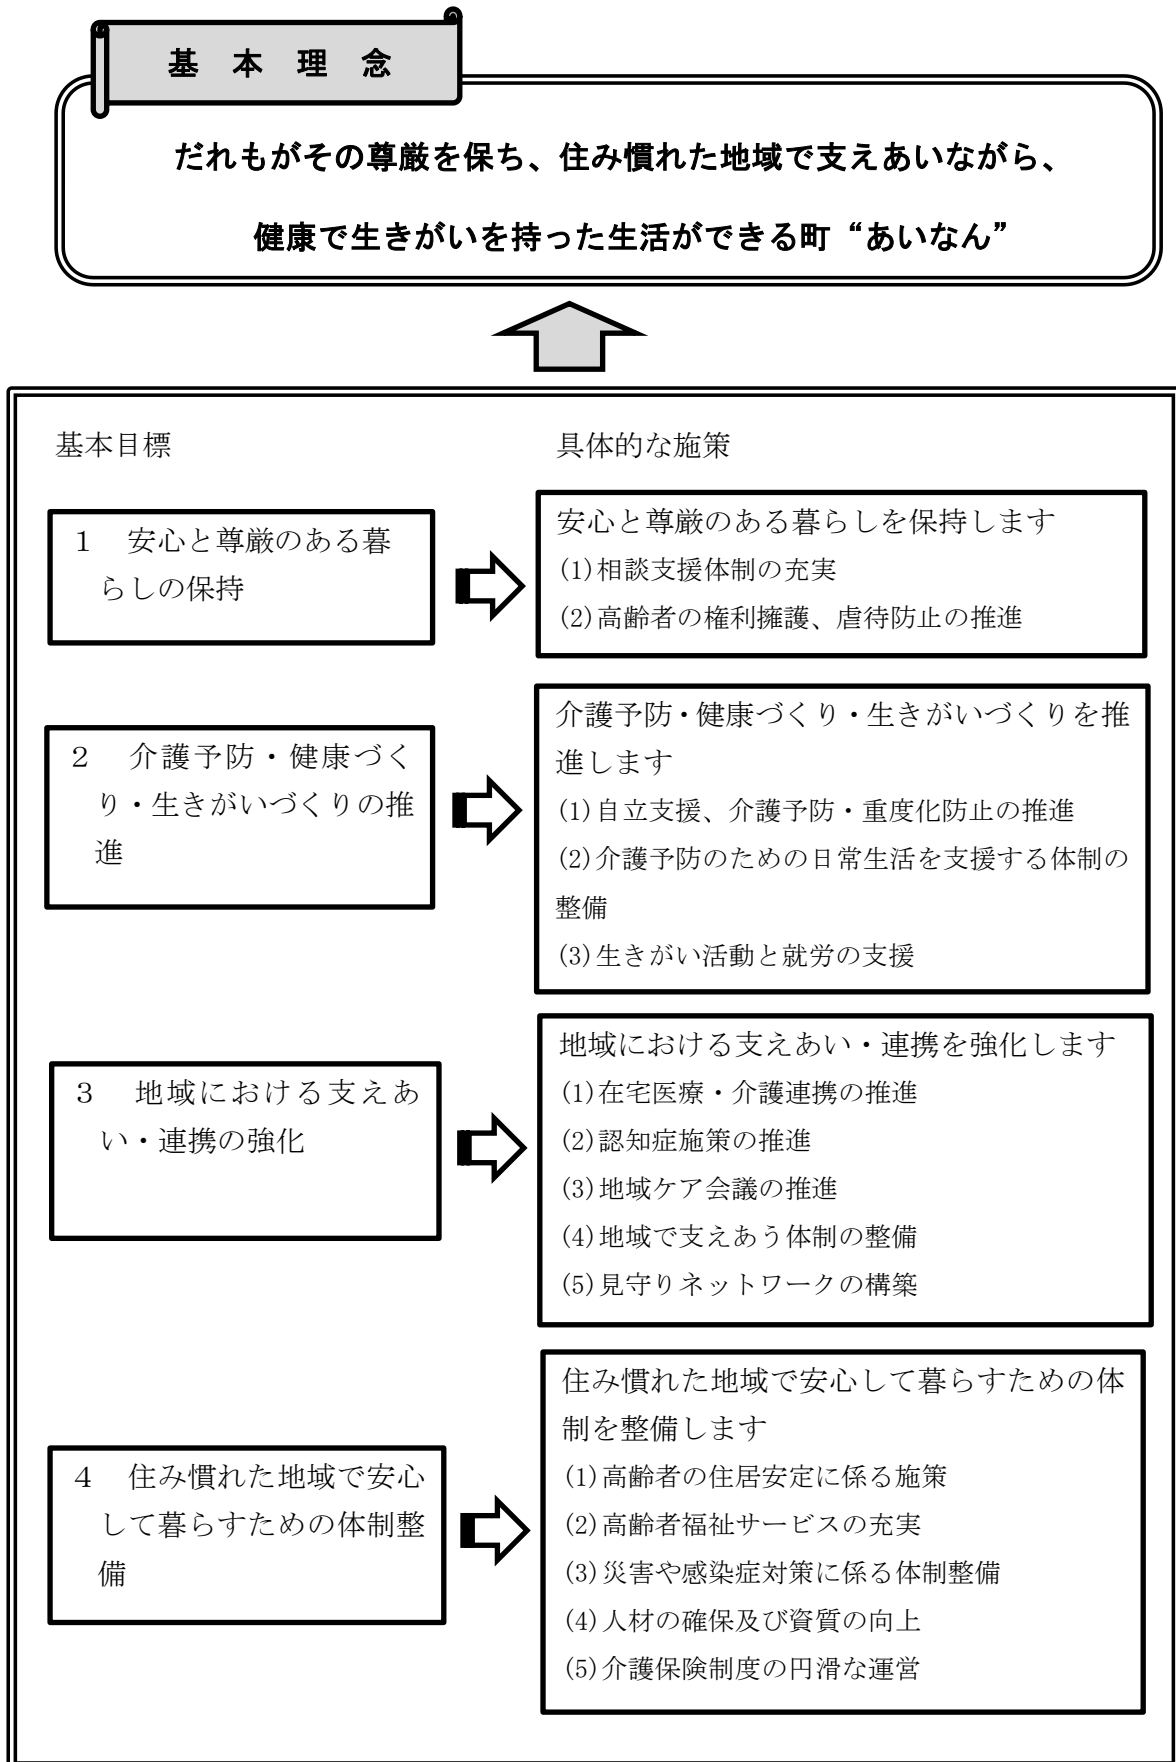 基 本 理 念
だれもがその尊厳を保ち、住み慣れた地域で支えあいながら、
健康で生きがいを持った生活ができる町“あいなん”
基本目標
具体的な施策
１ 安心と尊厳のある暮
らしの保持
安心と尊厳のある暮らしを保持します
(1)相談支援体制の充実
(2)高齢者の権利擁護、虐待防止の推進
２ 介護予防・健康づく
り・生きがいづくりの推
進
介護予防・健康づくり・生きがいづくりを推
進します
(1)自立支援、介護予防・重度化防止の推進
(2)介護予防のための日常生活を支援する体制の
整備
(3)生きがい活動と就労の支援
３ 地域における支えあ
い・連携の強化
地域における支えあい・連携を強化します
(1)在宅医療・介護連携の推進
(2)認知症施策の推進
(3)地域ケア会議の推進
(4)地域で支えあう体制の整備
(5)見守りネットワークの構築
４ 住み慣れた地域で安心
して暮らすための体制整
備
住み慣れた地域で安心して暮らすための体
制を整備します
(1)高齢者の住居安定に係る施策
(2)高齢者福祉サービスの充実
(3)災害や感染症対策に係る体制整備
(4)人材の確保及び資質の向上
(5)介護保険制度の円滑な運営